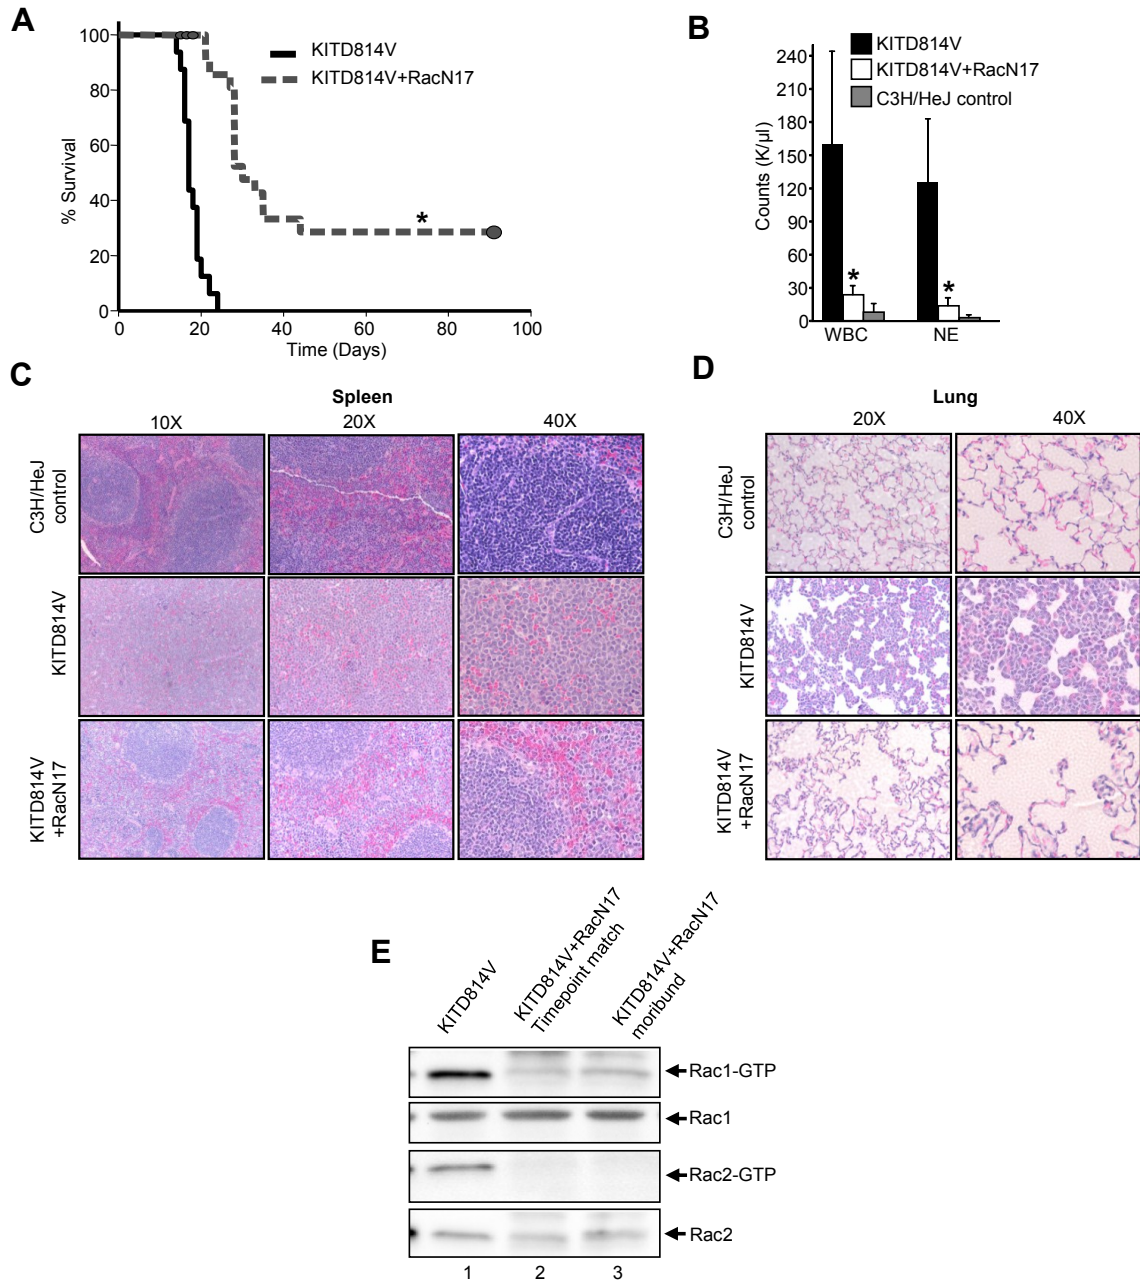 A
100
80
60
40
20
0
% Survival
0 20 40 60 80 100
Time (Days)
KITD814V
KITD814V+RacN17
*
B
KITD814V
KITD814V+RacN17
C3H/HeJ control
240
210
180
150
120
90
60
30
0
Counts (K/µl)
* *
WBC NE
C
Spleen
10X 20X 40X
C3H/HeJ
control
KITD814V
KITD814V
+RacN17
D
Lung
20X 40X
C3H/HeJ
control
KITD814V
KITD814V
+RacN17
E
KITD814V
KITD814V+RacN17
Timepoint match
KITD814V+RacN17
moribund
Rac1-GTP
Rac1
Rac2-GTP
Rac2
1 2 3